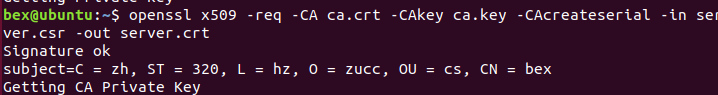 bex@ubuntu:~$ openssl x509 -req -CA ca.crt -CAkey ca.key -CAcreateserial -in ser
ver.csr -out server.crt
Signature ok
subject=C = zh, ST = 320, L = hz, O = zucc, OU = cs, CN = bex
Getting CA Private Key